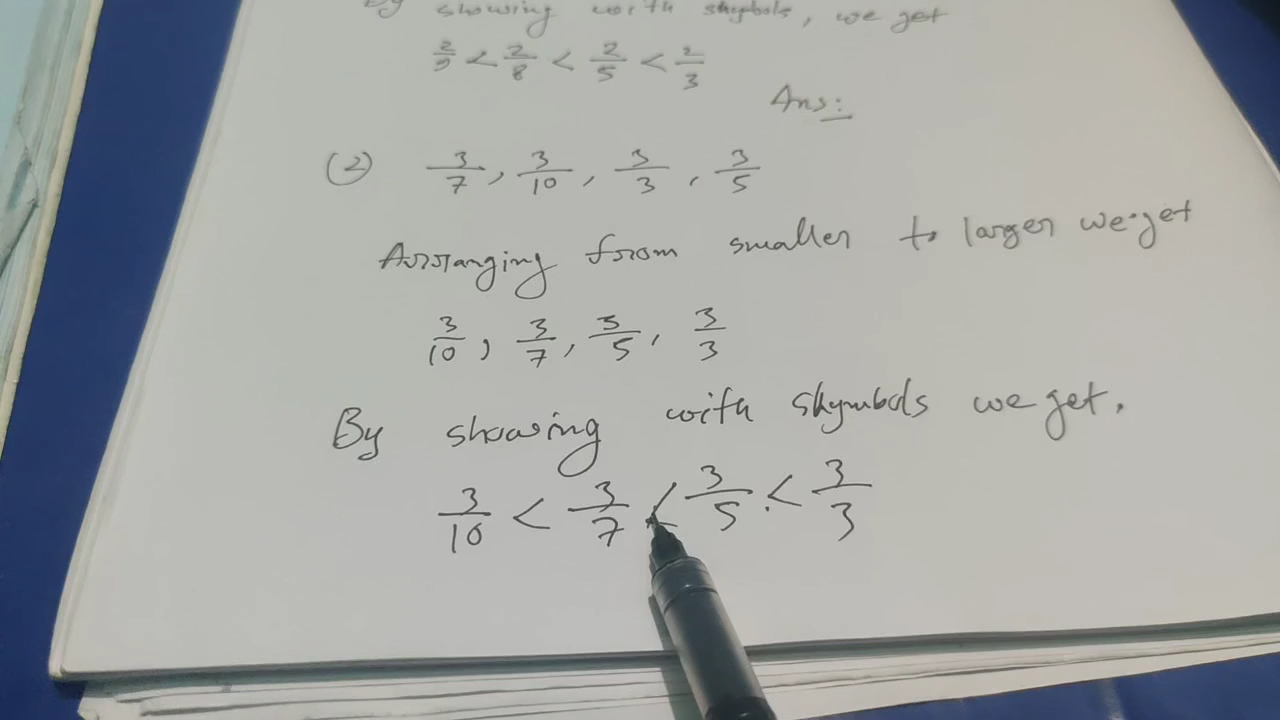 By showing with skymbols, we get
2/9 < 2/8 < 2/5 < 2/3
Ans:
(2) 3/7, 3/10, 3/3, 3/5
Arranging from smaller to larger we get
3/10, 3/7, 3/5, 3/3
By showing with skymbols we get.
3/10 < 3/7 < 3/5 < 3/3